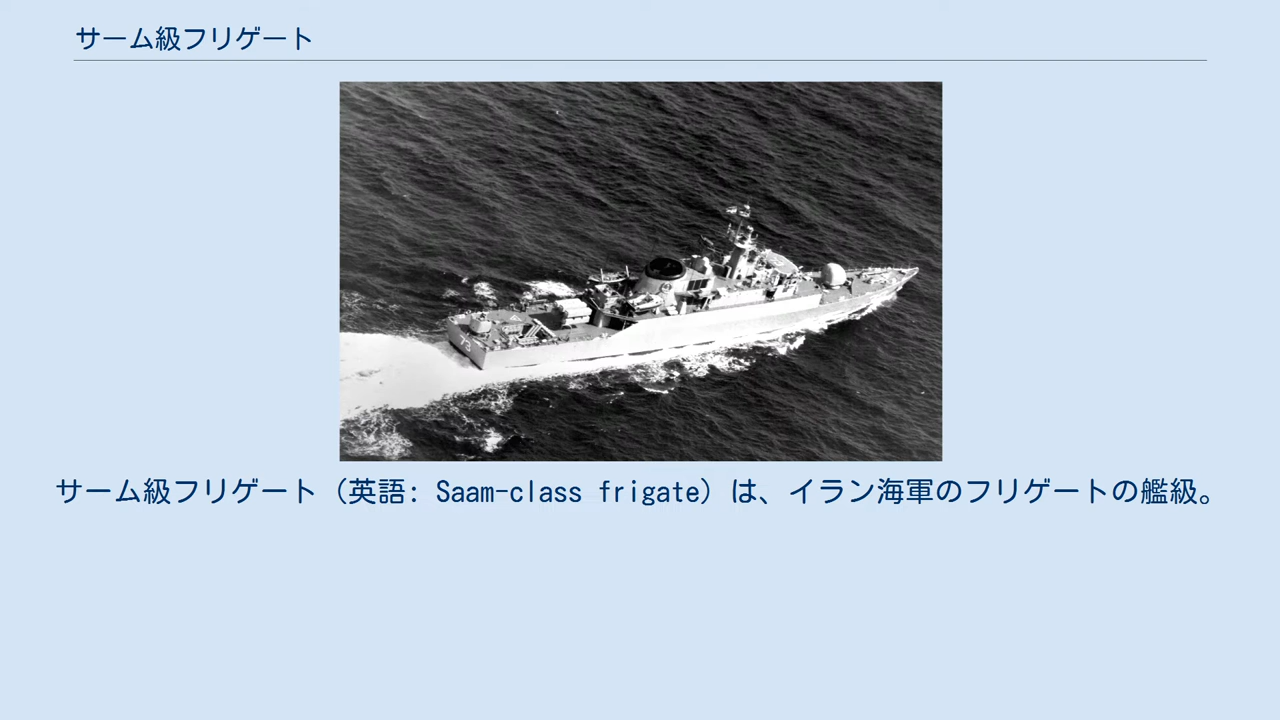 サーム級フリゲート
73
サーム級フリゲート（英語: Saam-class frigate）は、イラン海軍のフリゲートの艦級。